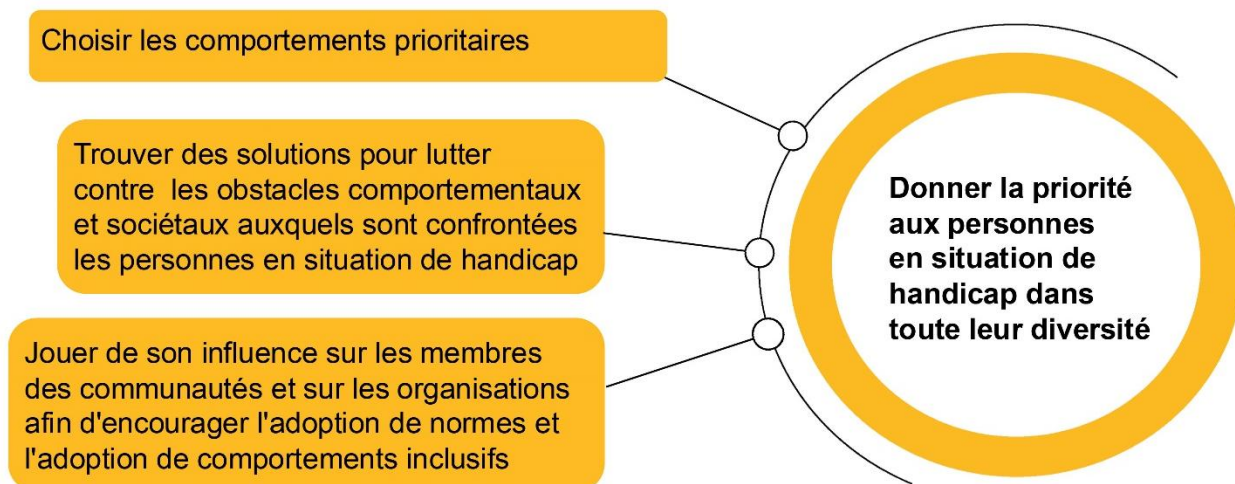 Choisir les comportements prioritaires
Trouver des solutions pour lutter
contre  les obstacles comportementaux
et sociétaux auxquels sont confrontées
les personnes en situation de handicap
Jouer de son influence sur les membres
des communautés et sur les organisations
afin d'encourager l'adoption de normes et
l'adoption de comportements inclusifs
Donner la priorité
aux personnes
en situation de
handicap dans
toute leur diversité